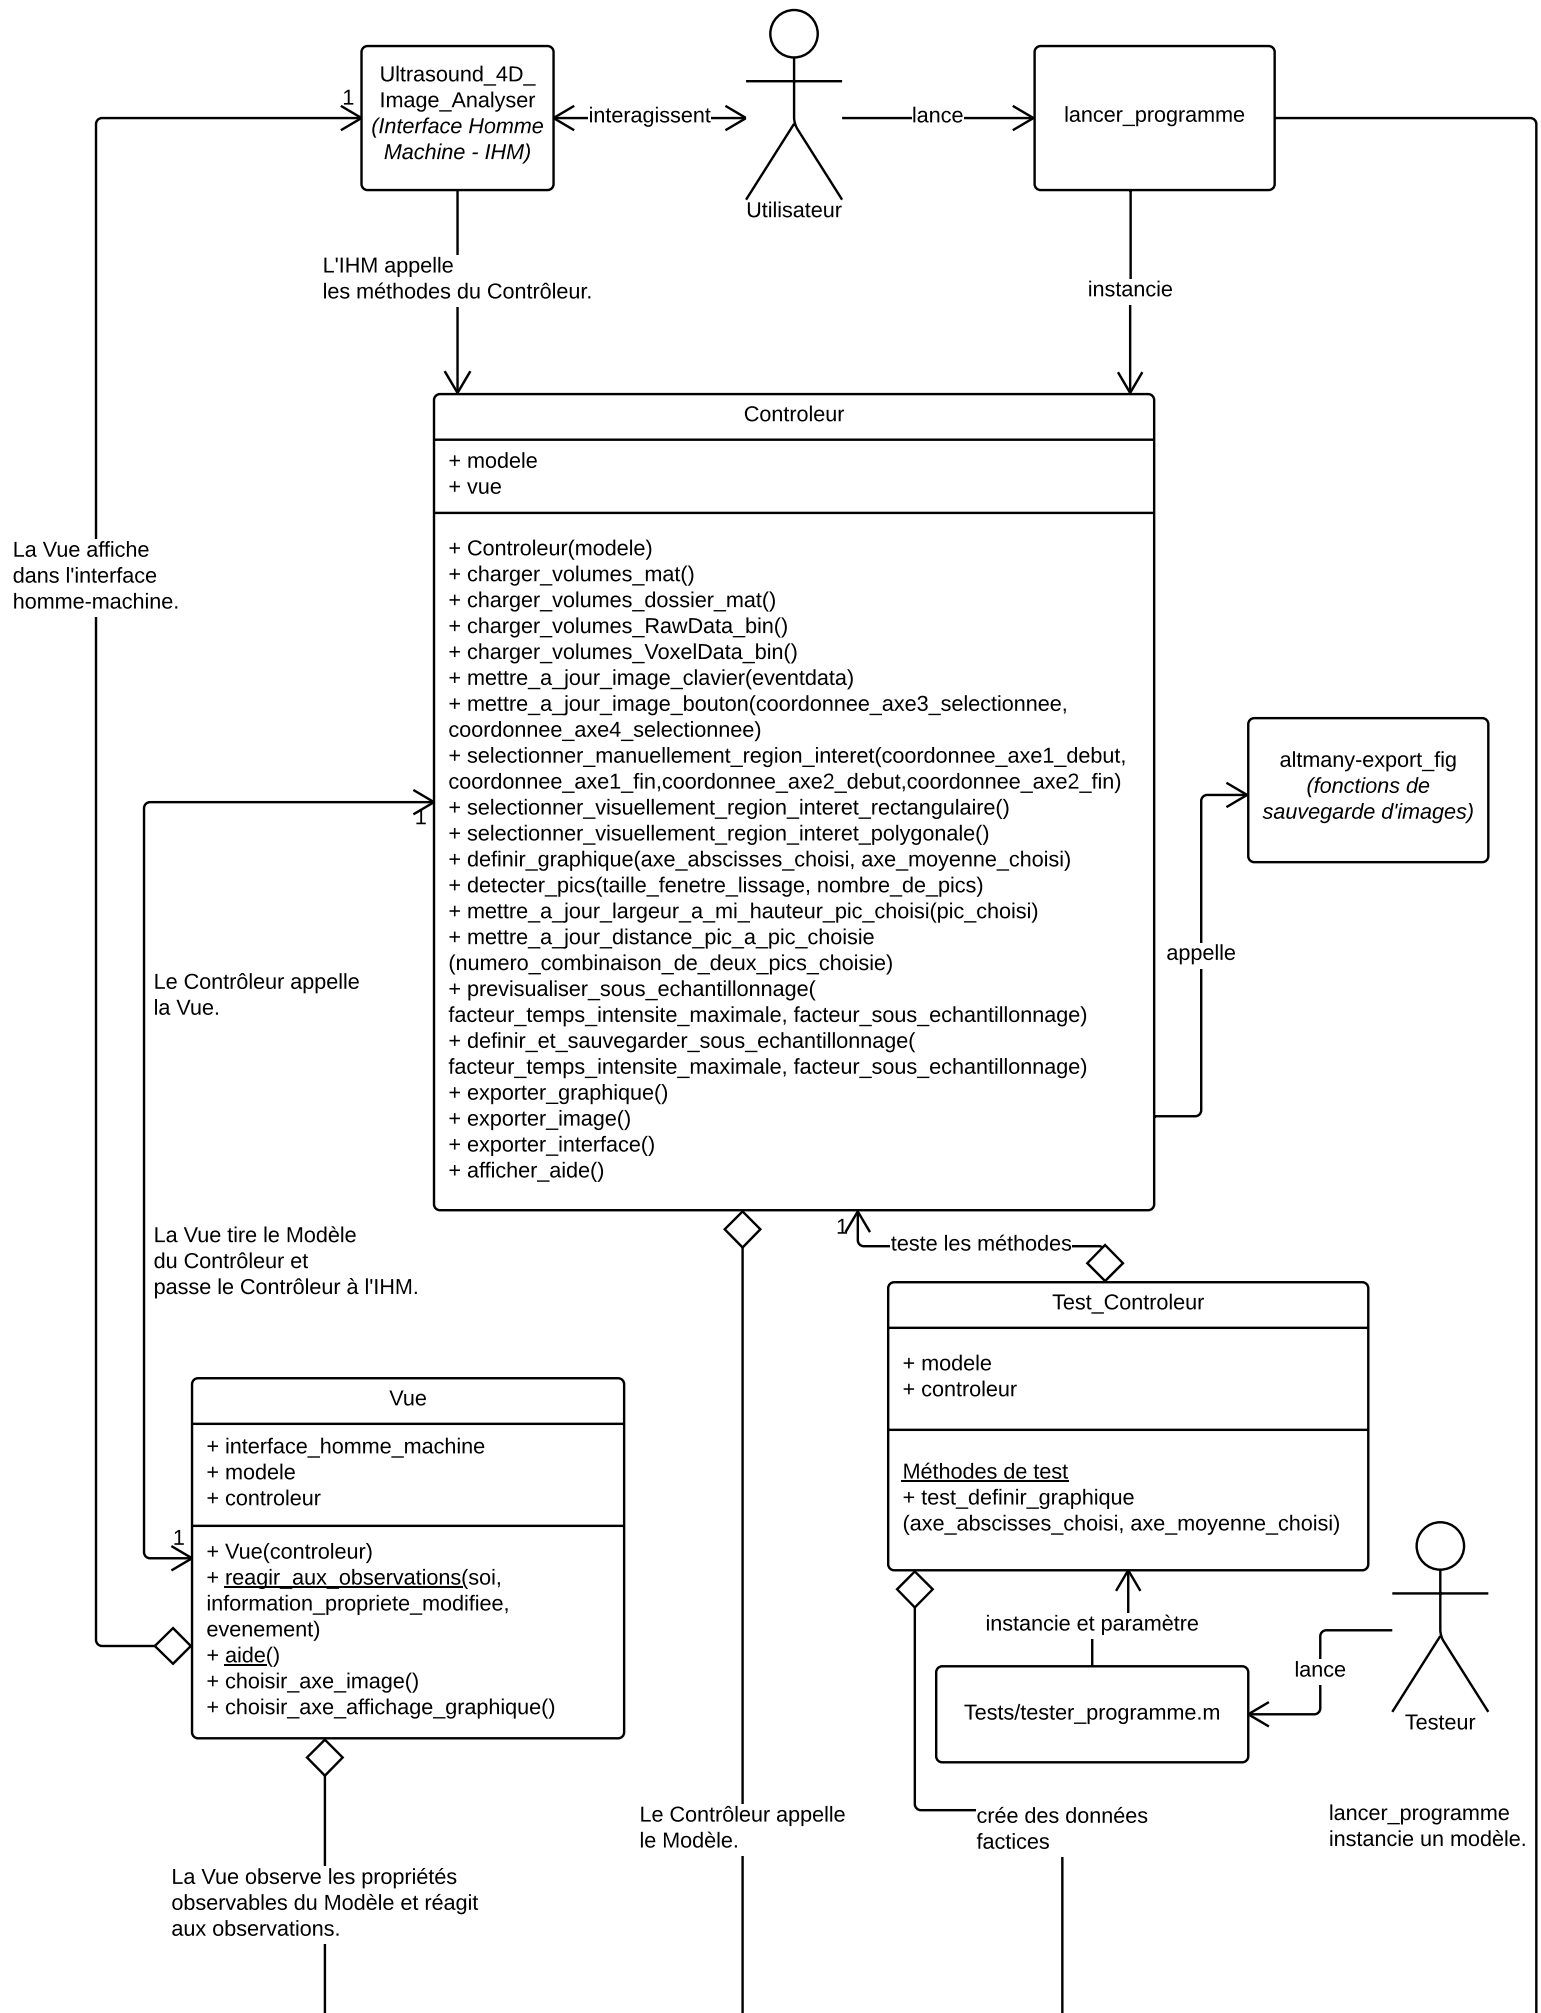 Ultrasound_4D_
Image_Analyser
(Interface Homme
Machine - IHM)
1
interagissent
Utilisateur
lance
lancer_programme
L'IHM appelle
les méthodes du Contrôleur.
instancie
La Vue affiche
dans l'interface
homme-machine.
Controleur
+ modele
+ vue
+ Controleur(modele)
+ charger_volumes_mat()
+ charger_volumes_dossier_mat()
+ charger_volumes_RawData_bin()
+ charger_volumes_VoxelData_bin()
+ mettre_a_jour_image_clavier(eventdata)
+ mettre_a_jour_image_bouton(coordonnee_axe3_selectionnee,
coordonnee_axe4_selectionnee)
+ selectionner_manuellement_region_interet(coordonnee_axe1_debut,
coordonnee_axe1_fin,coordonnee_axe2_debut,coordonnee_axe2_fin)
+ selectionner_visuellement_region_interet_rectangulaire()
+ selectionner_visuellement_region_interet_polygonale()
+ definir_graphique(axe_abscisses_choisi, axe_moyenne_choisi)
+ detecter_pics(taille_fenetre_lissage, nombre_de_pics)
+ mettre_a_jour_largeur_a_mi_hauteur_pic_choisi(pic_choisi)
+ mettre_a_jour_distance_pic_a_pic_choisie
(numero_combinaison_de_deux_pics_choisie)
+ previsualiser_sous_echantillonnage(
facteur_temps_intensite_maximale, facteur_sous_echantillonnage)
+ definir_et_sauvegarder_sous_echantillonnage(
facteur_temps_intensite_maximale, facteur_sous_echantillonnage)
+ exporter_graphique()
+ exporter_image()
+ exporter_interface()
+ afficher_aide()
1
altmany-export_fig
(fonctions de
sauvegarde d'images)
appelle
Le Contrôleur appelle
la Vue.
La Vue tire le Modèle
du Contrôleur et
passe le Contrôleur à l'IHM.
1
teste les méthodes
Test_Controleur
+ modele
+ controleur
Méthodes de test
+ test_definir_graphique
(axe_abscisses_choisi, axe_moyenne_choisi)
Vue
+ interface_homme_machine
+ modele
+ controleur
1
+ Vue(controleur)
+ reagir_aux_observations(soi,
information_propriete_modifiee,
evenement)
+ aide()
+ choisir_axe_image()
+ choisir_axe_affichage_graphique()
instancie et paramètre
Tests/tester_programme.m
lance
Testeur
Le Contrôleur appelle
le Modèle.
crée des données
factices
lancer_programme
instancie un modèle.
La Vue observe les propriétés
observables du Modèle et réagit
aux observations.